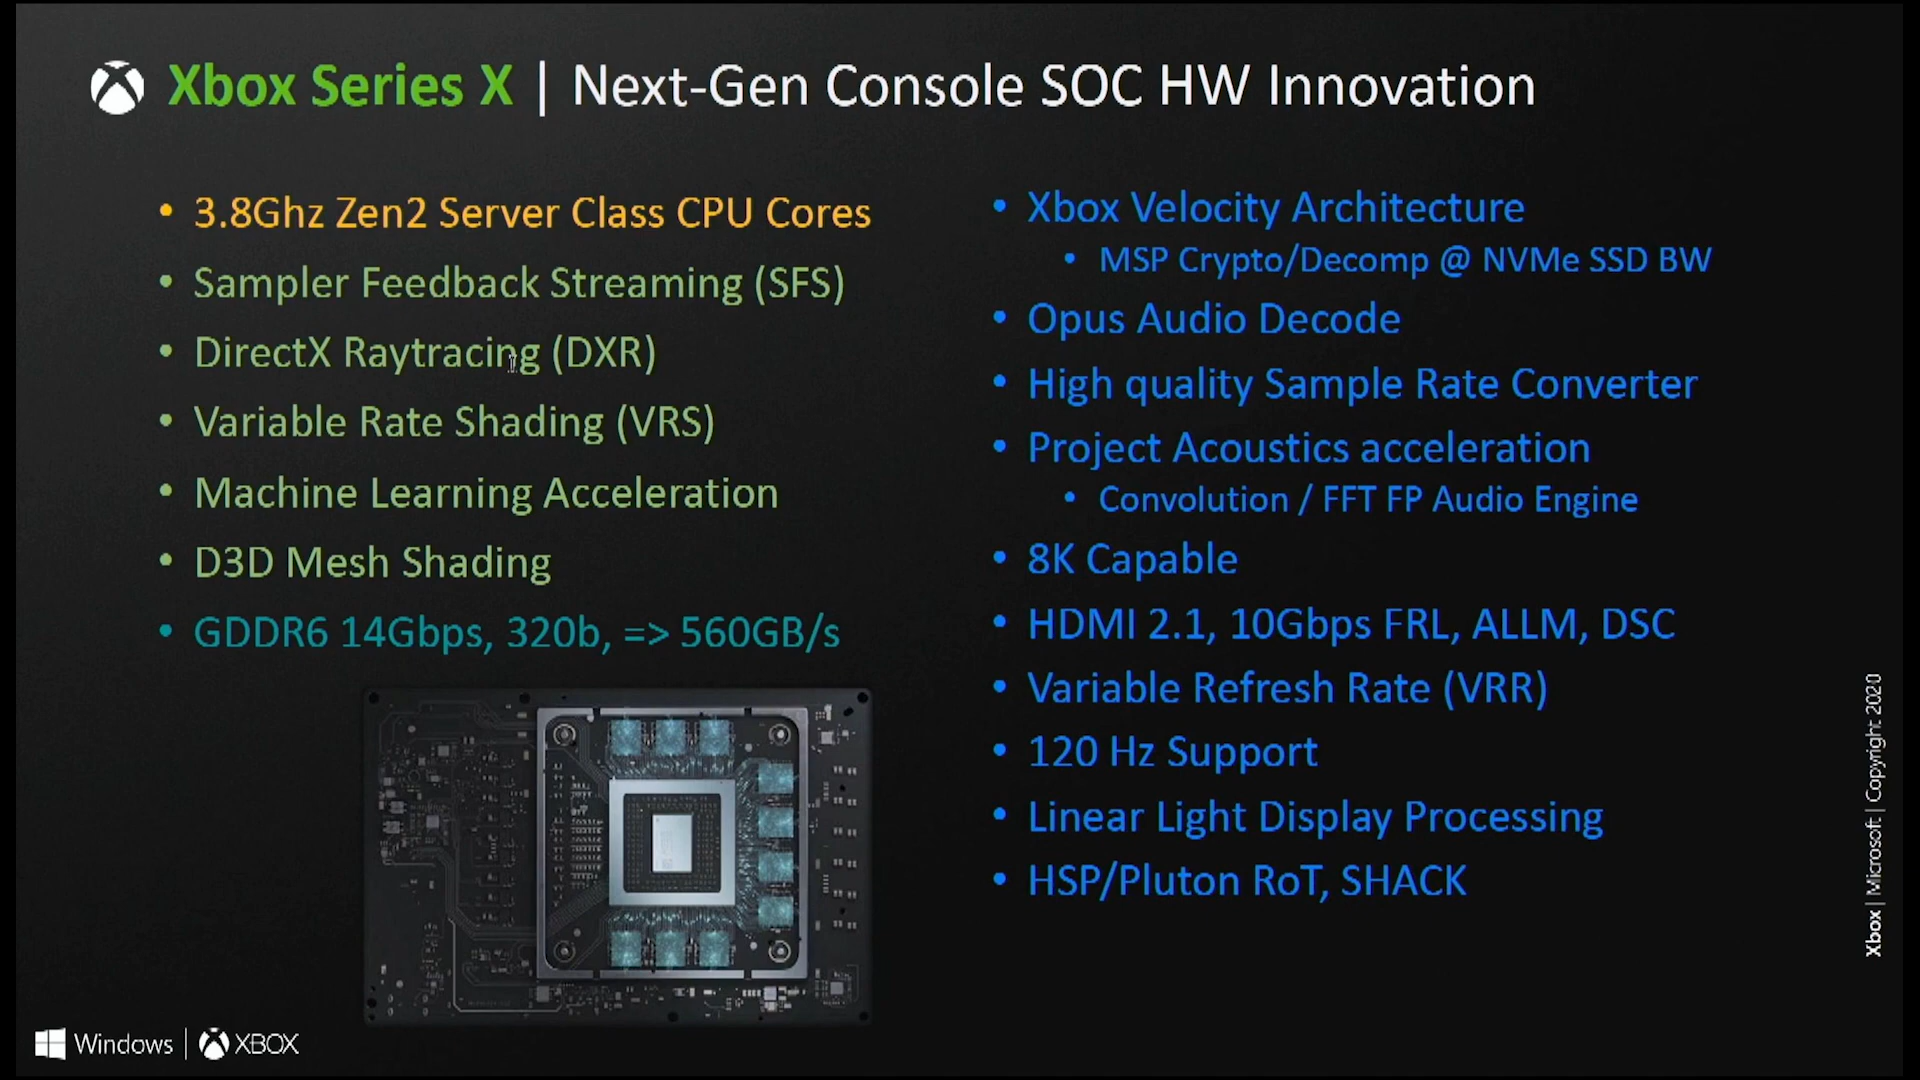 Xbox Series X | Next-Gen Console SOC HW Innovation
• 3.8Ghz Zen2 Server Class CPU Cores
• Sampler Feedback Streaming (SFS)
• DirectX Raytracing (DXR)
• Variable Rate Shading (VRS)
• Machine Learning Acceleration
• D3D Mesh Shading
• GDDR6 14Gbps, 320b, => 560GB/s
• Xbox Velocity Architecture
• MSP Crypto/Decomp @ NVMe SSD BW
• Opus Audio Decode
• High quality Sample Rate Converter
• Project Acoustics acceleration
• Convolution / FFT FP Audio Engine
• 8K Capable
• HDMI 2.1, 10Gbps FRL, ALLM, DSC
• Variable Refresh Rate (VRR)
• 120 Hz Support
• Linear Light Display Processing
• HSP/Pluton RoT, SHACK
Xbox | Microsoft | Copyright 2020
Windows | XBOX